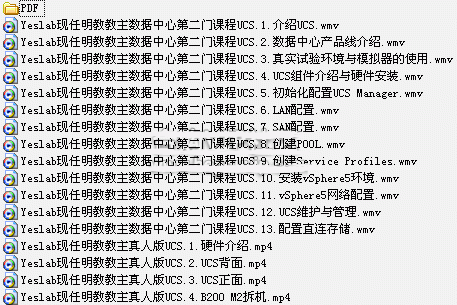 PDF
Yeslab现任明教教主数据中心第二门课程UCS.1.介绍UCS.wmv
Yeslab现任明教教主数据中心第二门课程UCS.2.数据中心产品线介绍.wmv
Yeslab现任明教教主数据中心第二门课程UCS.3.真实试验环境与模拟器的使用.wmv
Yeslab现任明教教主数据中心第二门课程UCS.4.UCS组件介绍与硬件安装.wmv
Yeslab现任明教教主数据中心第二门课程UCS.5.初始化配置UCS Manager.wmv
Yeslab现任明教教主数据中心第二门课程UCS.6.LAN配置.wmv
Yeslab现任明教教主数据中心第二门课程UCS.7.SAN配置.wmv
Yeslab现任明教教主数据中心第二门课程UCS.8.创建POOL.wmv
Yeslab现任明教教主数据中心第二门课程UCS.9.创建Service Profiles.wmv
Yeslab现任明教教主数据中心第二门课程UCS.10.安装vSphere5环境.wmv
Yeslab现任明教教主数据中心第二门课程UCS.11.vSphere5网络配置.wmv
Yeslab现任明教教主数据中心第二门课程UCS.12.UCS维护与管理.wmv
Yeslab现任明教教主数据中心第二门课程UCS.13.配置直连存储.wmv
Yeslab现任明教教主真人版UCS.1.硬件介绍.mp4
Yeslab现任明教教主真人版UCS.2.UCS背面.mp4
Yeslab现任明教教主真人版UCS.3.UCS正面.mp4
Yeslab现任明教教主真人版UCS.4.B200 M2拆机.mp4